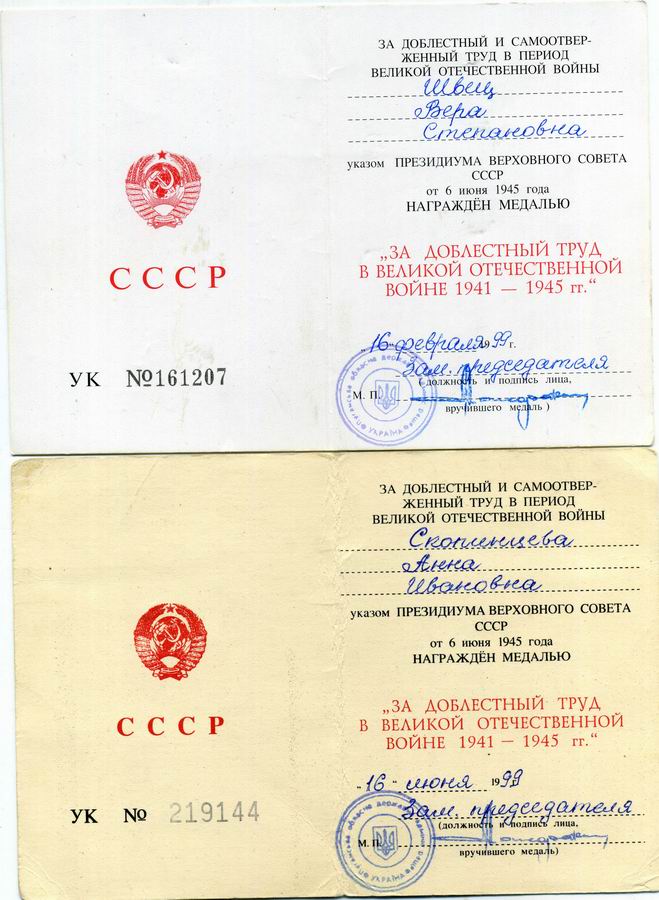 СССР
УК №161207
ЗА ДОБЛЕСТНЫЙ И САМООТВЕР-
ЖЕННЫЙ ТРУД В ПЕРИОД
ВЕЛИКОЙ ОТЕЧЕСТВЕННОЙ ВОЙНЫ
Швец
Вера
Степановна
указом ПРЕЗИДИУМА ВЕРХОВНОГО СОВЕТА
СССР
от 6 июня 1945 года
НАГРАЖДЁН МЕДАЛЬЮ
„ЗА ДОБЛЕСТНЫЙ ТРУД
В ВЕЛИКОЙ ОТЕЧЕСТВЕННОЙ
ВОЙНЕ 1941 — 1945 гг.“
„16“ февраля 1999 г.
Зам. председателя
(должность и подпись лица,
М. П.
вручившего медаль)
УКРАЇНА
СССР
УК № 219144
ЗА ДОБЛЕСТНЫЙ И САМООТВЕР-
ЖЕННЫЙ ТРУД В ПЕРИОД
ВЕЛИКОЙ ОТЕЧЕСТВЕННОЙ ВОЙНЫ
Скопинцева
Анна
Ивановна
указом ПРЕЗИДИУМА ВЕРХОВНОГО СОВЕТА
СССР
от 6 июня 1945 года
НАГРАЖДЁН МЕДАЛЬЮ
„ЗА ДОБЛЕСТНЫЙ ТРУД
В ВЕЛИКОЙ ОТЕЧЕСТВЕННОЙ
ВОЙНЕ 1941 — 1945 гг.“
„16“ июня 1999
Зам. председателя
(должность и подпись лица,
М. П.
вручившего медаль)
УКРАЇНА